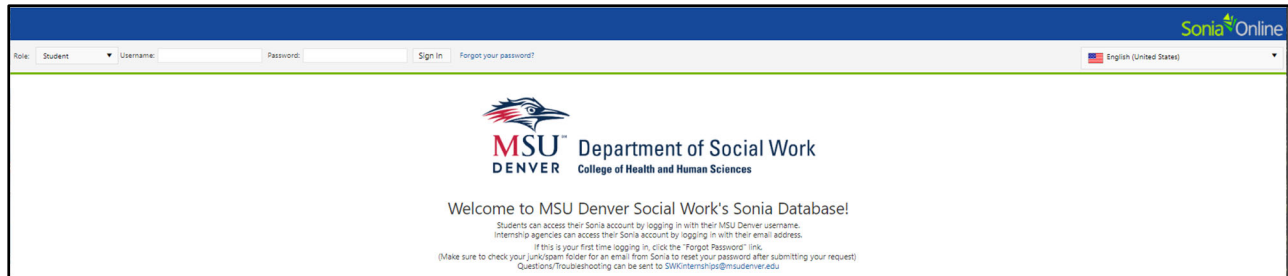 Sonia Online
Role: Student Username: Password: Sign In Forgot your password? English (United States)
MSU™ Department of Social Work
DENVER College of Health and Human Sciences
Welcome to MSU Denver Social Work's Sonia Database!
Students can access their Sonia account by logging in with their MSU Denver username.
Internship agencies can access their Sonia account by logging in with their email address.
If this is your first time logging in, click the "Forgot Password" link.
(Make sure to check your junk/spam folder for an email from Sonia to reset your password after submitting your request)
Questions/Troubleshooting can be sent to SWKinternships@msudenver.edu